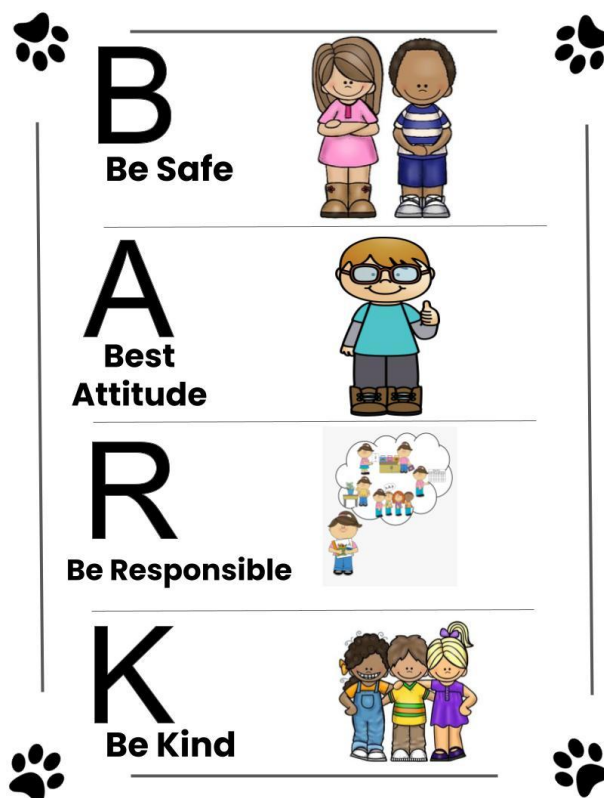 B
Be Safe
A
Best
Attitude
R
Be Responsible
K
Be Kind